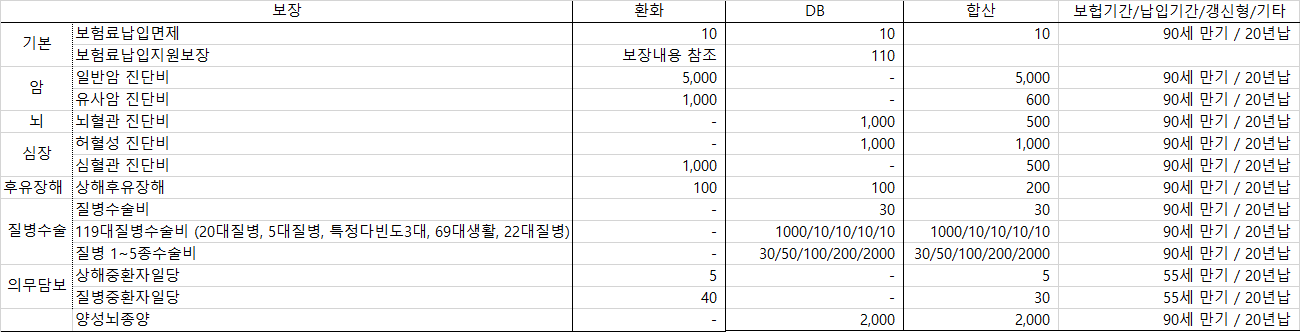 보장 환화 DB 합산 보헙기간/납입기간/갱신형/기타
기본 보험료납입면제 10 10 10 90세 만기 / 20년납
보험료납입지원보장 보장내용 참조 110
암 일반암 진단비 5,000 - 5,000 90세 만기 / 20년납
유사암 진단비 1,000 - 600 90세 만기 / 20년납
뇌 뇌혈관 진단비 - 1,000 500 90세 만기 / 20년납
심장 허혈성 진단비 - 1,000 1,000 90세 만기 / 20년납
심혈관 진단비 1,000 - 500 90세 만기 / 20년납
후유장해 상해후유장해 100 100 200 90세 만기 / 20년납
질병수술 질병수술비 - 30 30 90세 만기 / 20년납
119대질병수술비 (20대질병, 5대질병, 특정다빈도3대, 69대생활, 22대질병) - 1000/10/10/10/10 1000/10/10/10/10 90세 만기 / 20년납
질병 1~5종수술비 - 30/50/100/200/2000 30/50/100/200/2000 90세 만기 / 20년납
의무담보 상해중환자일당 5 - 5 55세 만기 / 20년납
질병중환자일당 40 - 30 55세 만기 / 20년납
양성뇌종양 - 2,000 2,000 90세 만기 / 20년납